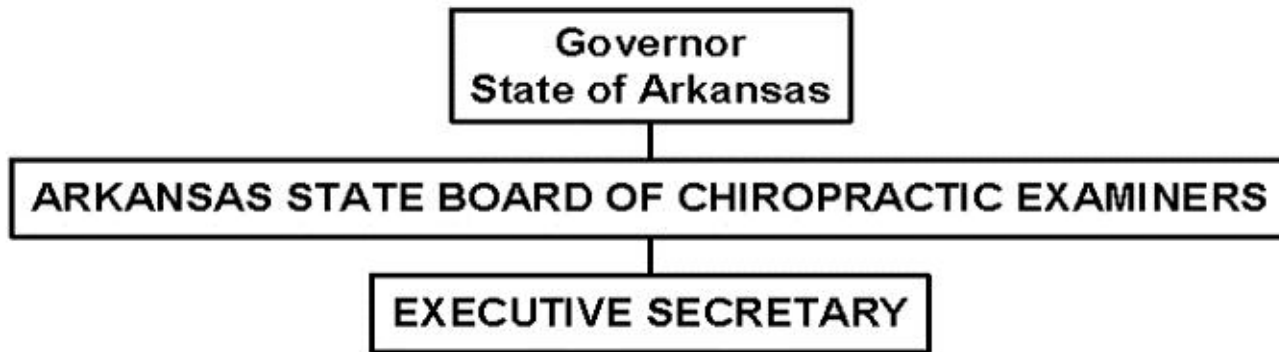 Governor
State of Arkansas
ARKANSAS STATE BOARD OF CHIROPRACTIC EXAMINERS
EXECUTIVE SECRETARY